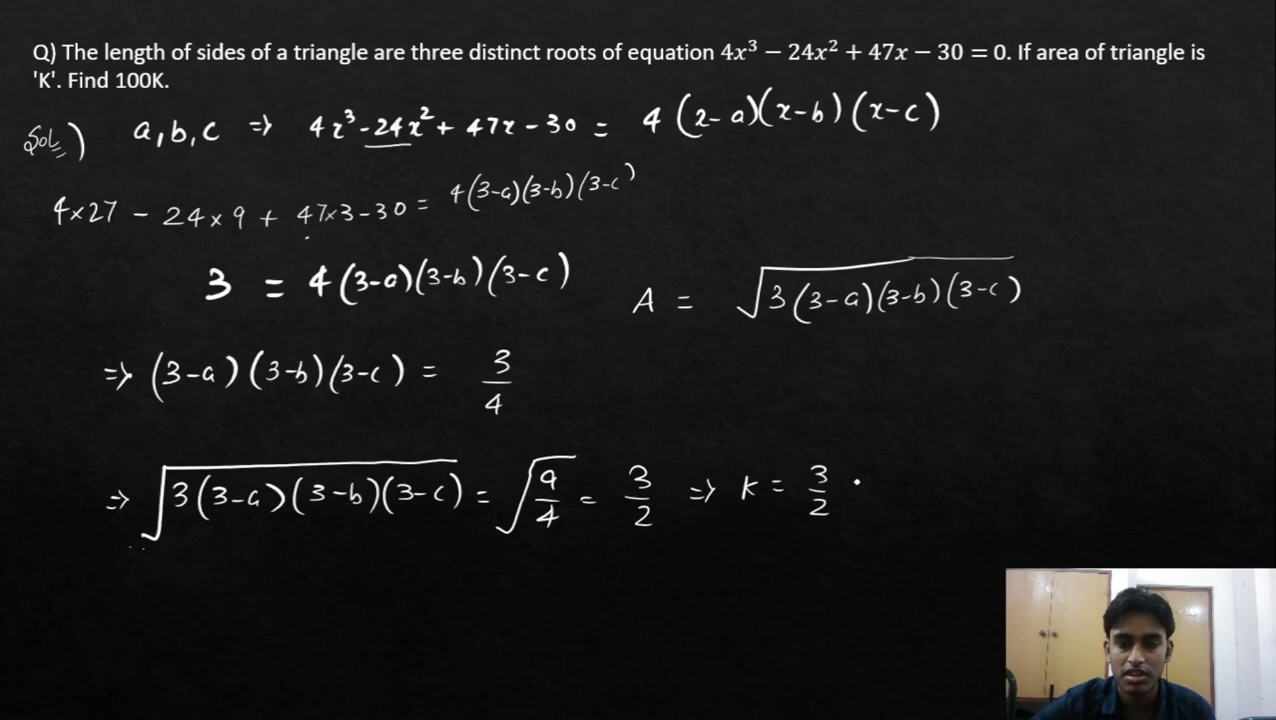 Q) The length of sides of a triangle are three distinct roots of equation 4x³ − 24x² + 47x − 30 = 0. If area of triangle is
'K'. Find 100K.
Sol) a, b, c => 4x³ - 24x² + 47x - 30 = 4 (x-a)(x-b)(x-c)
4×27 - 24×9 + 47×3-30 = 4(3-a)(3-b)(3-c)
3 = 4(3-a)(3-b)(3-c)
A = √3(3-a)(3-b)(3-c)
=> (3-a)(3-b)(3-c) = 3/4
=> √3(3-a)(3-b)(3-c) = √9/4 = 3/2 => K = 3/2 .